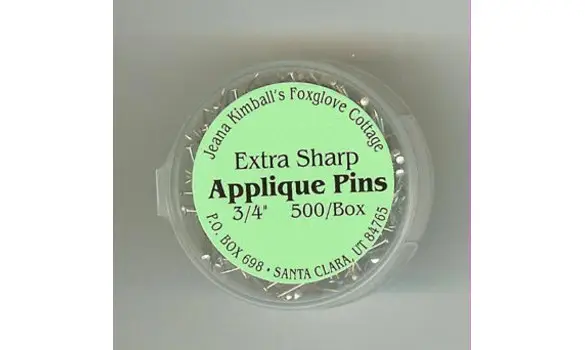 Jeana Kimball's Foxglove Cottage
Extra Sharp
Applique Pins
3/4" 500/Box
P.O. BOX 698 • SANTA CLARA, UT 84765